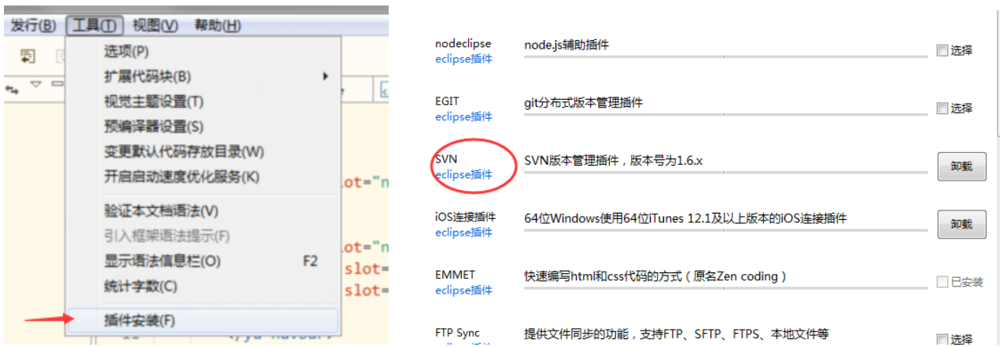 发行(B) 工具(T) 视图(V) 帮助(H)
选项(P)
扩展代码块(B)
视觉主题设置(T)
预编译器设置(S)
变更默认代码存放目录(W)
开启启动速度优化服务(K)
ot="n
验证本文档语法(V)
引入框架语法提示(F)
ot="n
显示语法信息栏(O) F2
slot=
统计字数(C)
slot=
插件安装(F)
nodeclipse
eclipse插件
node.js辅助插件
选择
EGIT
eclipse插件
git分布式版本管理插件
选择
SVN
eclipse插件
SVN版本管理插件，版本号为1.6.x
卸载
iOS连接插件
eclipse插件
64位Windows使用64位iTunes 12.1及以上版本的iOS连接插件
卸载
EMMET
eclipse插件
快速编写html和css代码的方式（原名Zen coding）
已安装
FTP Sync
提供文件同步的功能，支持FTP、SFTP、FTPS、本地文件等
选择